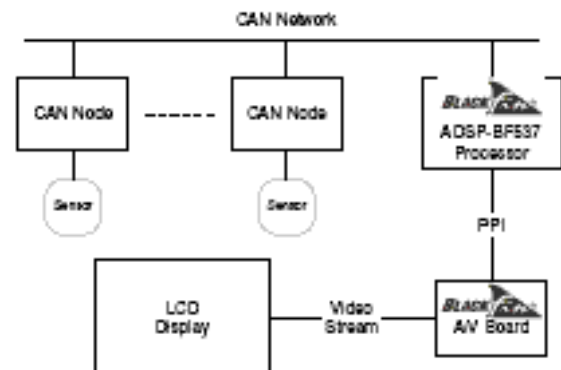 CAN Network
CAN Node
CAN Node
BLACKfin
ADSP-BF537
Processor
Sensor
Sensor
PPI
LCD
Display
Video
Stream
BLACKfin
A/V Board